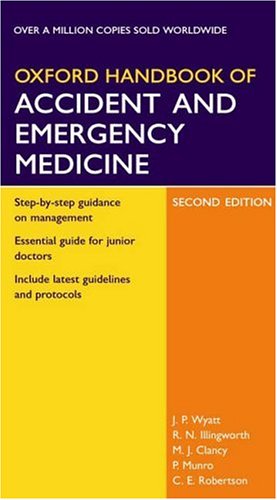 OVER A MILLION COPIES SOLD WORLDWIDE
OXFORD HANDBOOK OF
ACCIDENT AND
EMERGENCY
MEDICINE
Step-by-step guidance
on management
Essential guide for junior
doctors
Include latest guidelines
and protocols
SECOND EDITION
J. P. Wyatt
R. N. Illingworth
M. J. Clancy
P. Munro
C. E. Robertson